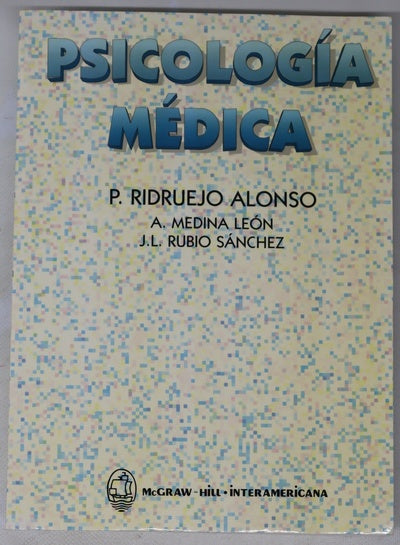 PSICOLOGÍA
MÉDICA
P. RIDRUEJO ALONSO
A. MEDINA LEÓN
J.L. RUBIO SÁNCHEZ
McGRAW-HILL • INTERAMERICANA